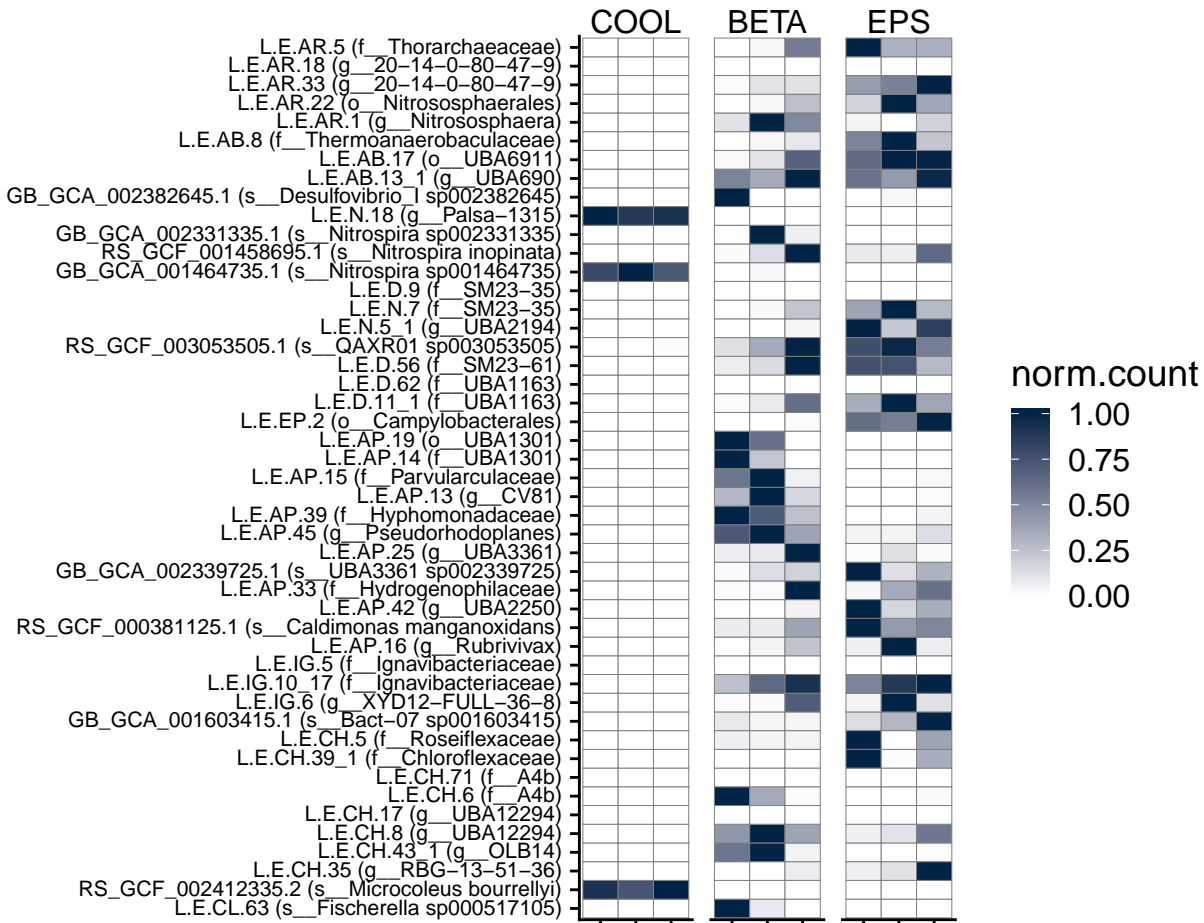 COOL BETA EPS
L.E.AR.5 (f__Thorarchaeaceae)
L.E.AR.18 (g__20−14−0−80−47−9)
L.E.AR.33 (g__20−14−0−80−47−9)
L.E.AR.22 (o__Nitrososphaerales)
L.E.AR.1 (g__Nitrososphaera)
L.E.AB.8 (f__Thermoanaerobaculaceae)
L.E.AB.17 (o__UBA6911)
L.E.AB.13_1 (g__UBA690)
GB_GCA_002382645.1 (s__Desulfovibrio_I sp002382645)
L.E.N.18 (g__Palsa−1315)
GB_GCA_002331335.1 (s__Nitrospira sp002331335)
RS_GCF_001458695.1 (s__Nitrospira inopinata)
GB_GCA_001464735.1 (s__Nitrospira sp001464735)
L.E.D.9 (f__SM23−35)
L.E.N.7 (f__SM23−35)
L.E.N.5_1 (g__UBA2194)
RS_GCF_003053505.1 (s__QAXR01 sp003053505)
L.E.D.56 (f__SM23−61)
L.E.D.62 (f__UBA1163)
L.E.D.11_1 (f__UBA1163)
L.E.EP.2 (o__Campylobacterales)
L.E.AP.19 (o__UBA1301)
L.E.AP.14 (f__UBA1301)
L.E.AP.15 (f__Parvularculaceae)
L.E.AP.13 (g__CV81)
L.E.AP.39 (f__Hyphomonadaceae)
L.E.AP.45 (g__Pseudorhodoplanes)
L.E.AP.25 (g__UBA3361)
GB_GCA_002339725.1 (s__UBA3361 sp002339725)
L.E.AP.33 (f__Hydrogenophilaceae)
L.E.AP.42 (g__UBA2250)
RS_GCF_000381125.1 (s__Caldimonas manganoxidans)
L.E.AP.16 (g__Rubrivivax)
L.E.IG.5 (f__Ignavibacteriaceae)
L.E.IG.10_17 (f__Ignavibacteriaceae)
L.E.IG.6 (g__XYD12−FULL−36−8)
GB_GCA_001603415.1 (s__Bact−07 sp001603415)
L.E.CH.5 (f__Roseiflexaceae)
L.E.CH.39_1 (f__Chloroflexaceae)
L.E.CH.71 (f__A4b)
L.E.CH.6 (f__A4b)
L.E.CH.17 (g__UBA12294)
L.E.CH.8 (g__UBA12294)
L.E.CH.43_1 (g__OLB14)
L.E.CH.35 (g__RBG−13−51−36)
RS_GCF_002412335.2 (s__Microcoleus bourrellyi)
L.E.CL.63 (s__Fischerella sp000517105)
norm.count
1.00
0.75
0.50
0.25
0.00